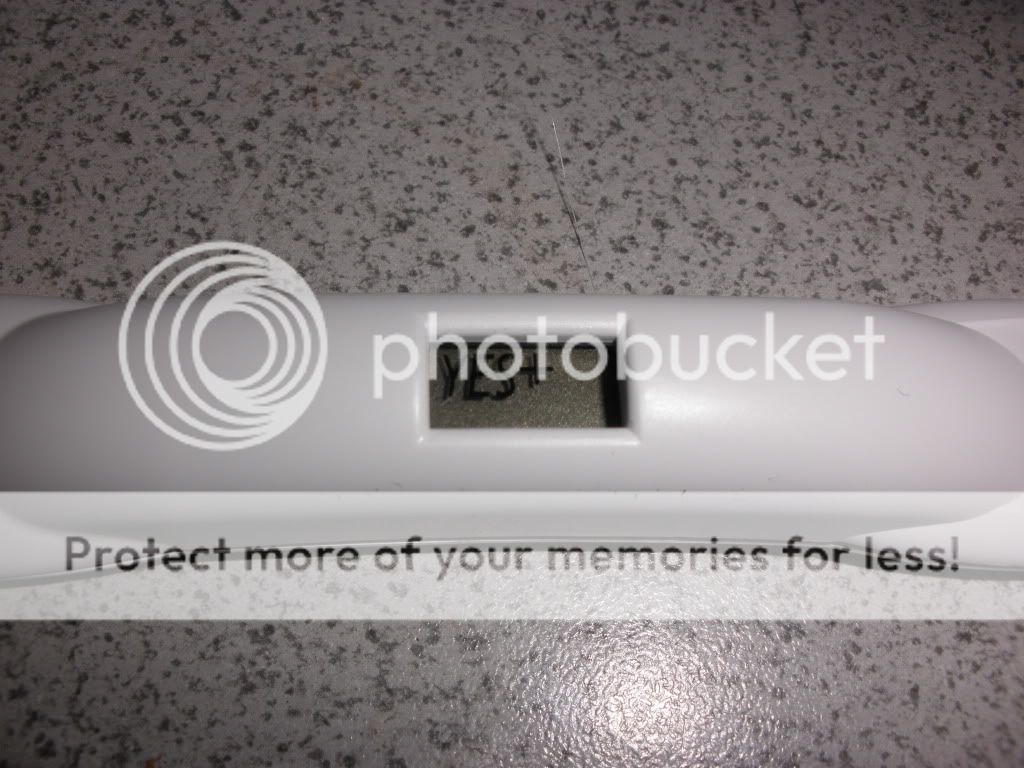 photobucket
YES+
Protect more of your memories for less!